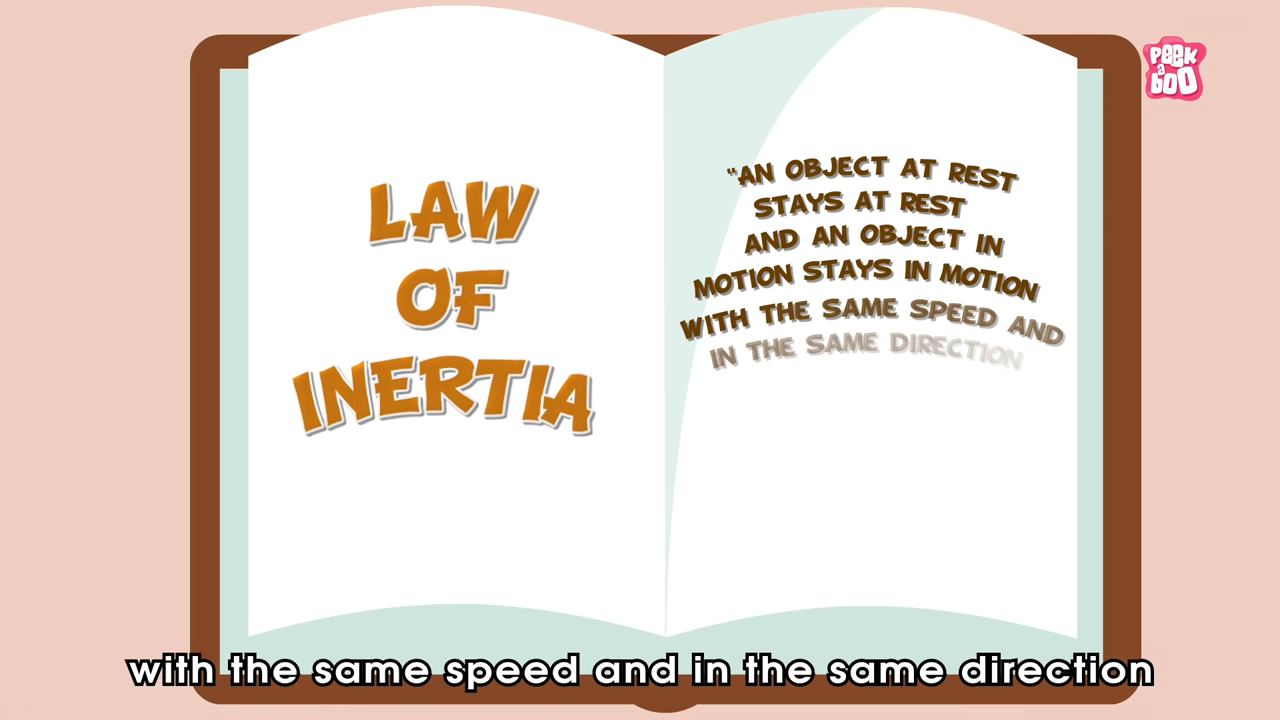 PEEK
a
BOO
LAW
OF
INERTIA
"AN OBJECT AT REST
STAYS AT REST
AND AN OBJECT IN
MOTION STAYS IN MOTION
WITH THE SAME SPEED AND
IN THE SAME DIRECTION
with the same speed and in the same direction